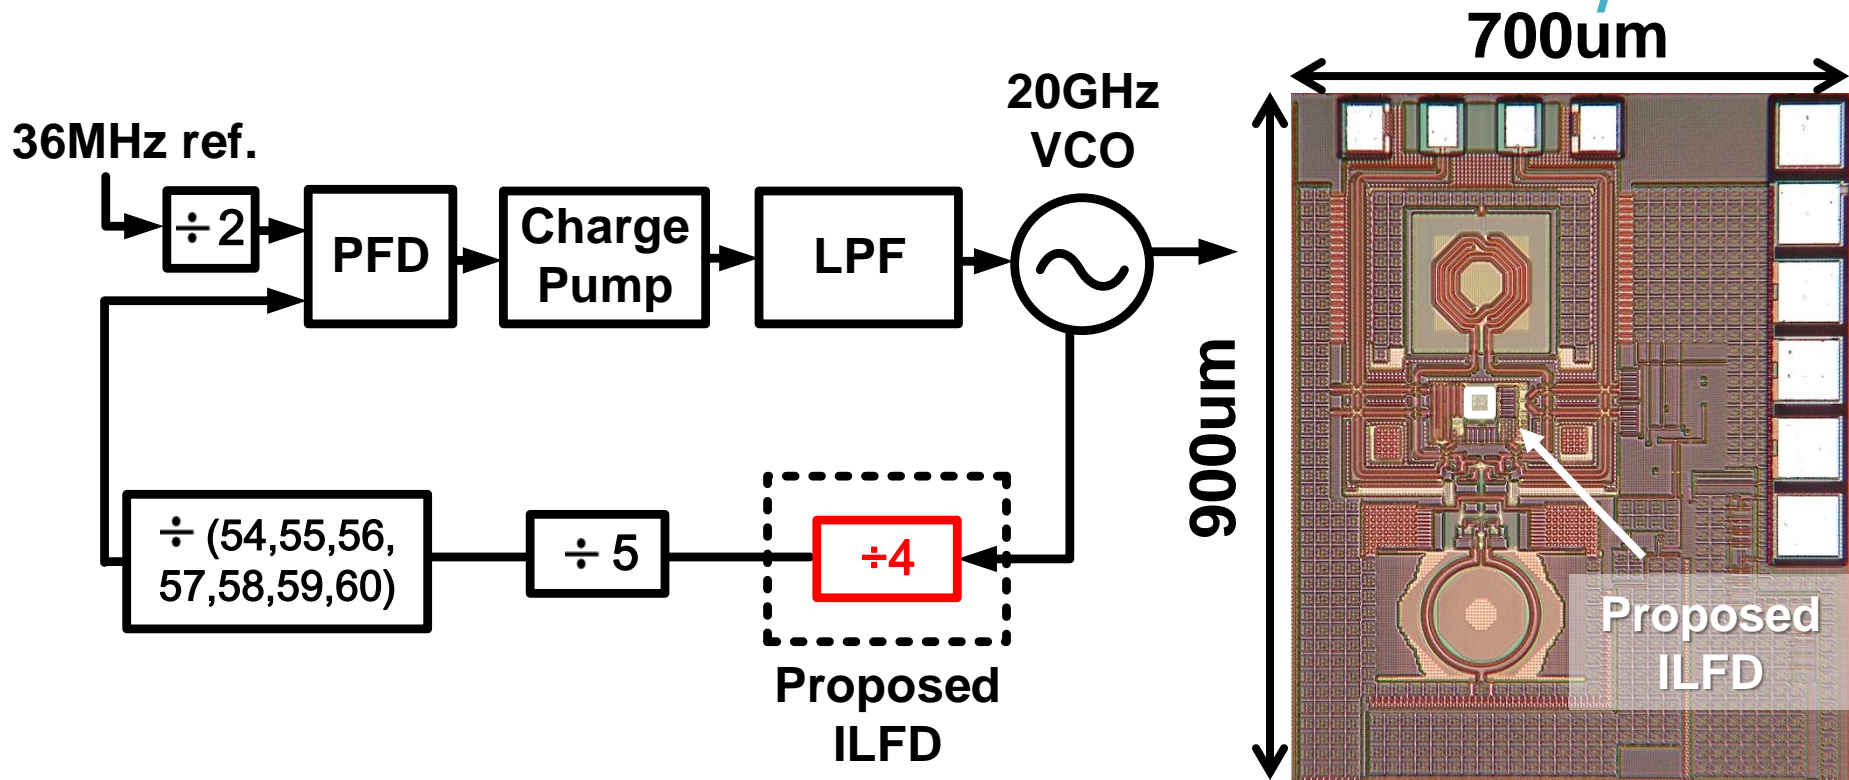 700um
20GHz
VCO
36MHz ref.
÷ 2
PFD
Charge
Pump
LPF
900um
÷ (54,55,56,
57,58,59,60)
÷ 5
÷4
Proposed
ILFD
Proposed
ILFD